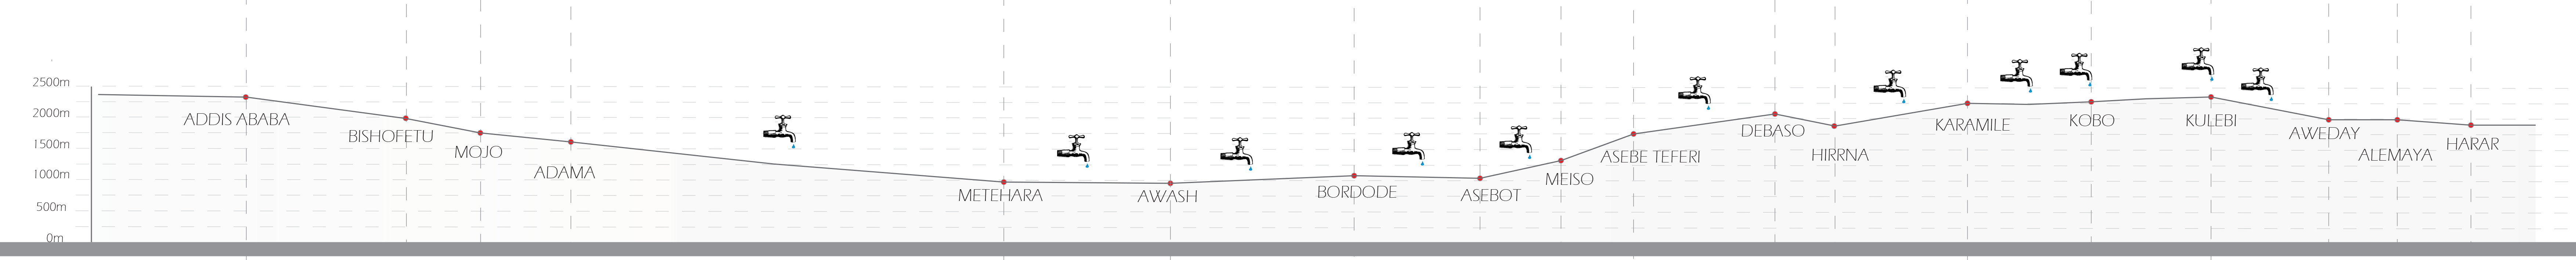 2500m
2000m
1500m
1000m
500m
0m
ADDIS ABABA
BISHOFETU
MOJO
ADAMA
METEHARA
AWASH
BORDODE
ASEBOT
MEISO
ASEBE TEFERI
DEBASO
HIRRNA
KARAMILE
KOBO
KULEBI
AWEDAY
ALEMAYA
HARAR